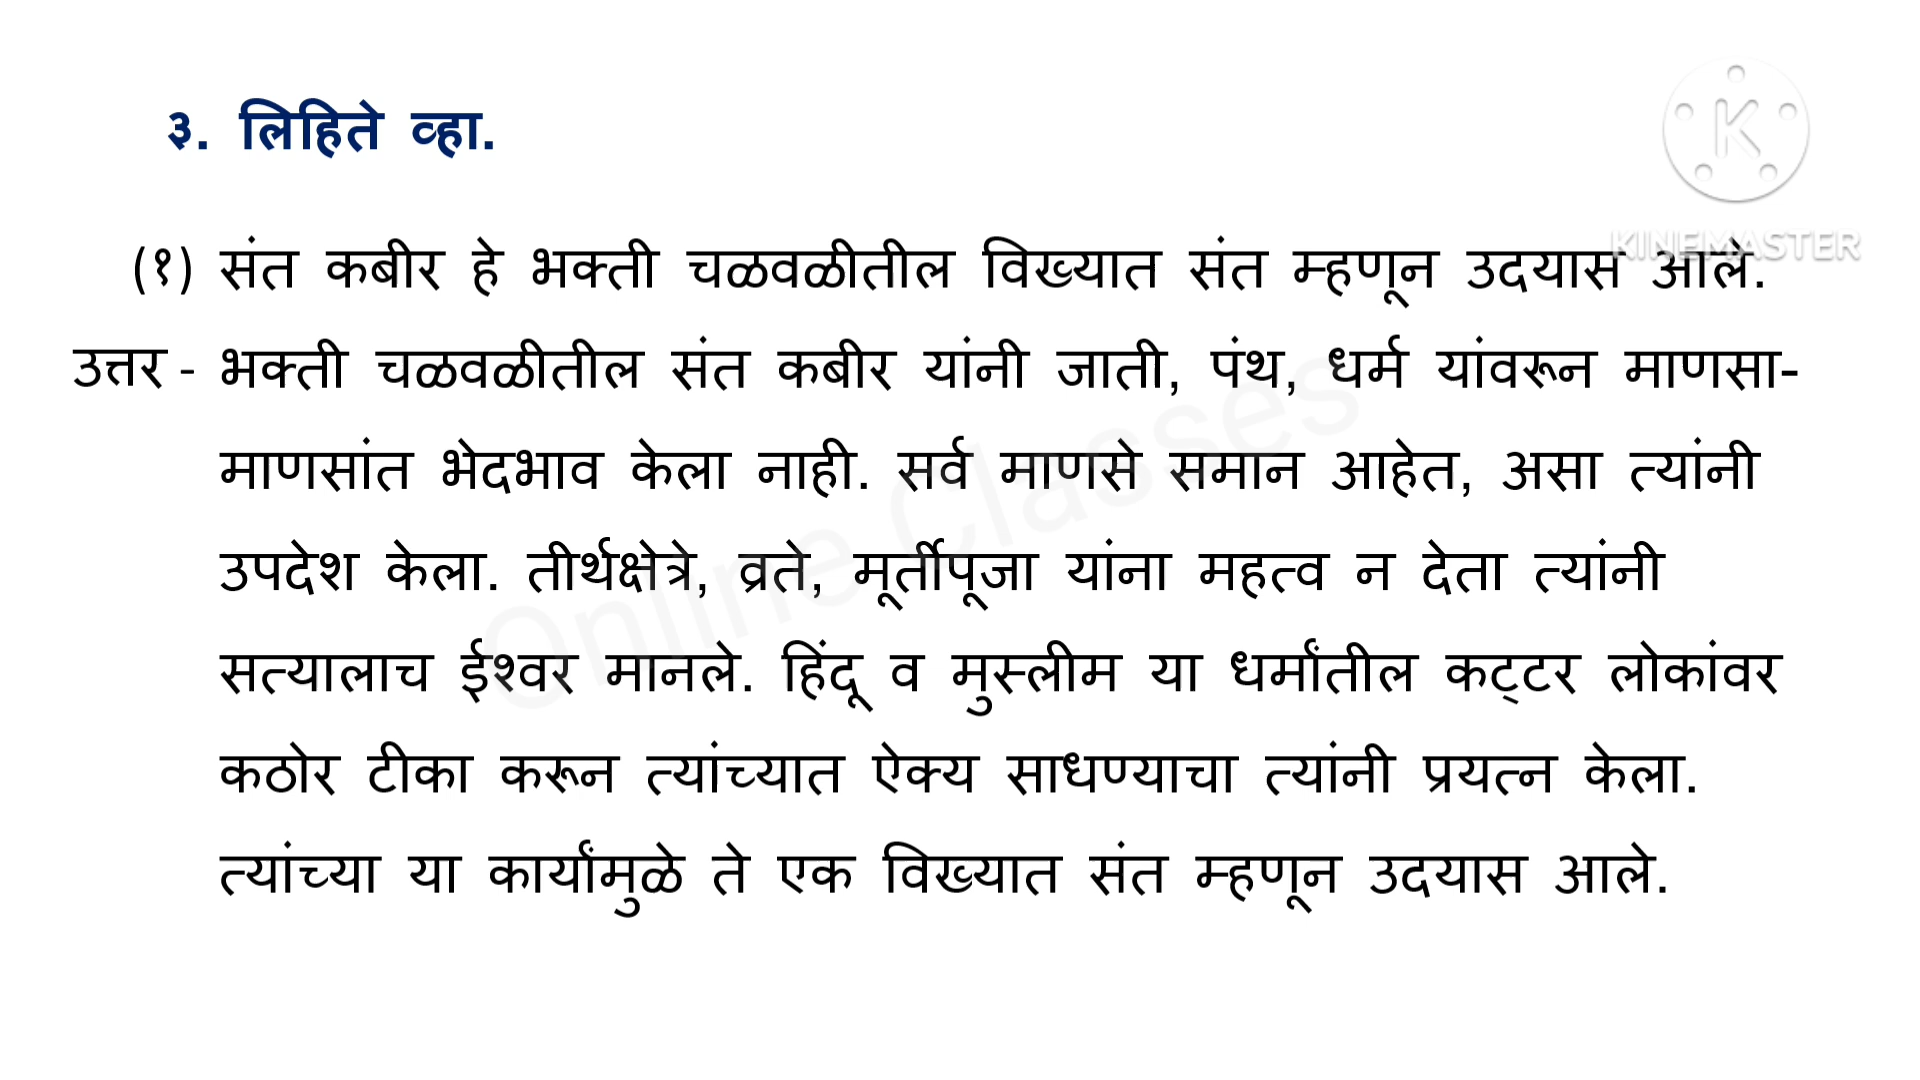 ३. लिहिते व्हा.
KINEMASTER
(१) संत कबीर हे भक्ती चळवळीतील विख्यात संत म्हणून उदयास आले.
उत्तर - भक्ती चळवळीतील संत कबीर यांनी जाती, पंथ, धर्म यांवरून माणसा-
माणसांत भेदभाव केला नाही. सर्व माणसे समान आहेत, असा त्यांनी
उपदेश केला. तीर्थक्षेत्रे, व्रते, मूर्तीपूजा यांना महत्व न देता त्यांनी
सत्यालाच ईश्वर मानले. हिंदू व मुस्लीम या धर्मांतील कट्टर लोकांवर
कठोर टीका करून त्यांच्यात ऐक्य साधण्याचा त्यांनी प्रयत्न केला.
त्यांच्या या कार्यांमुळे ते एक विख्यात संत म्हणून उदयास आले.
Online Classes